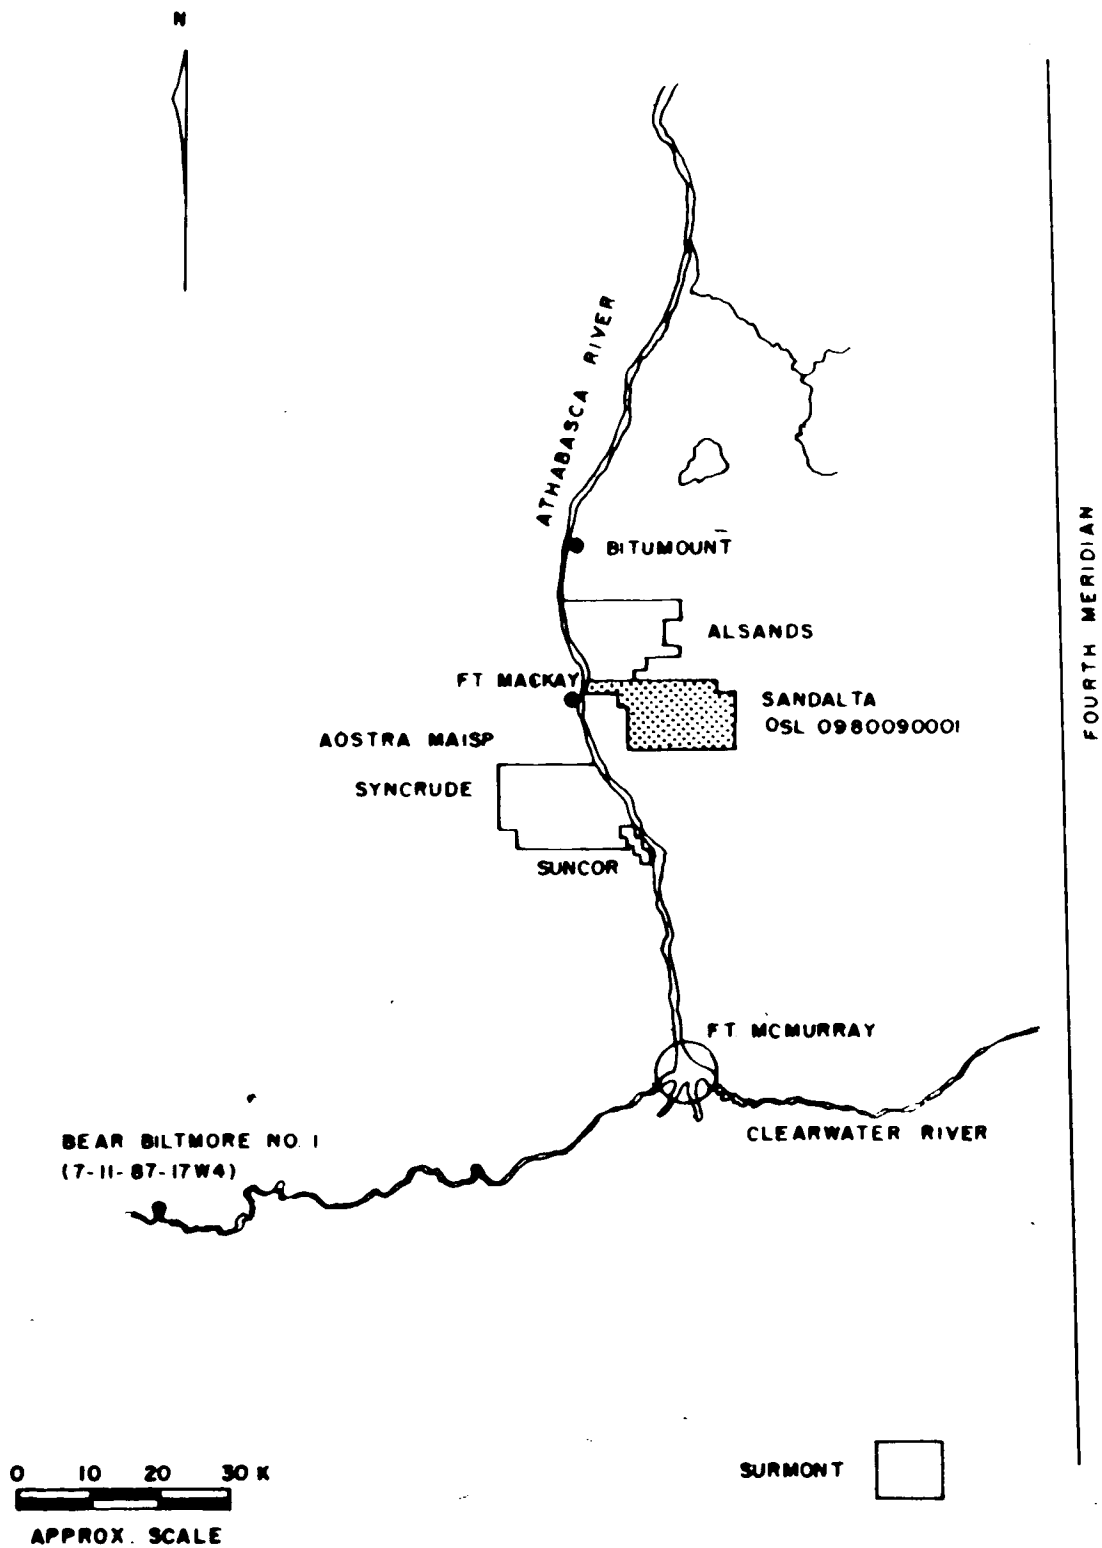 N
ATHABASCA RIVER
BITUMOUNT
ALSANDS
FT MACKAY
SANDALTA
OSL 0980090001
AOSTRA MAISP
SYNCRUDE
SUNCOR
FOURTH MERIDIAN
FT. MCMURRAY
CLEARWATER RIVER
BEAR BILTMORE NO. 1
(7-11-87-17W4)
SURMONT
0 10 20 30 K
APPROX. SCALE